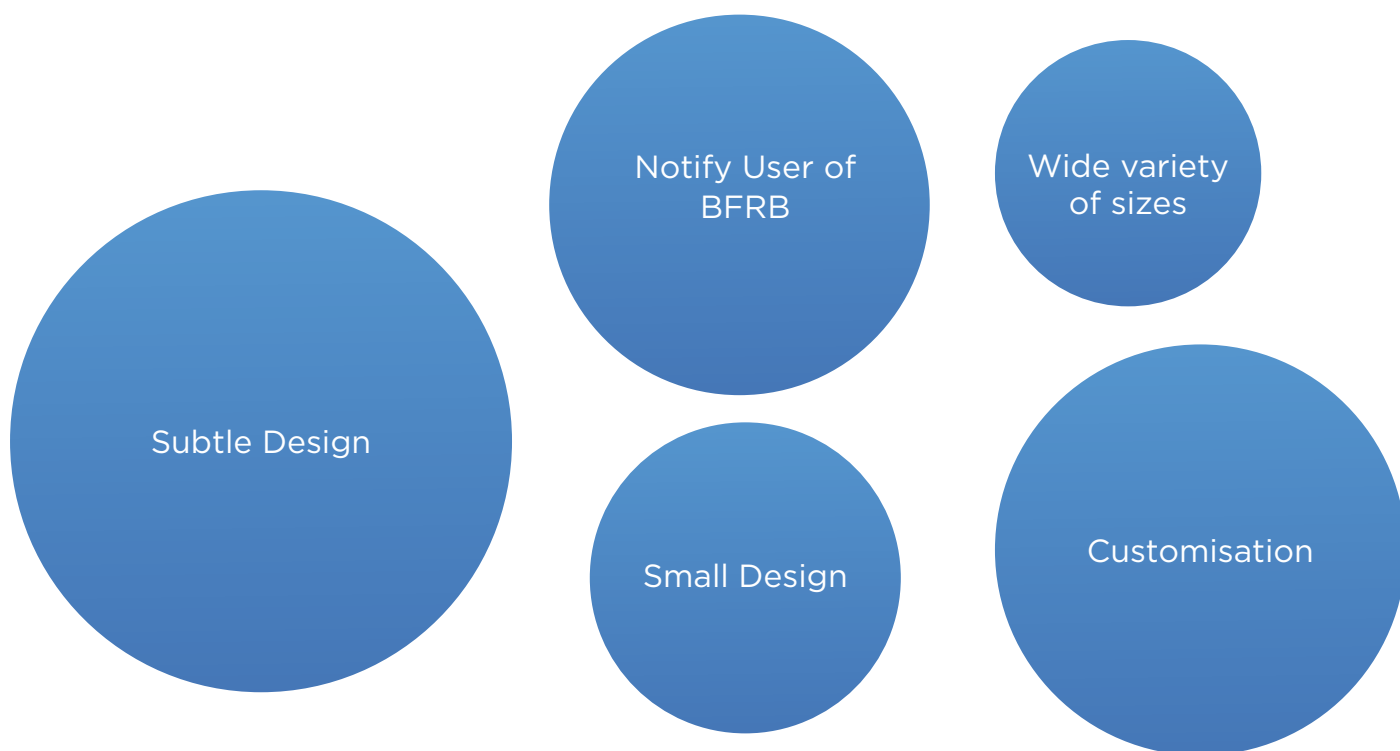 Notify User of
BFRB
Wide variety
of sizes
Subtle Design
Small Design
Customisation